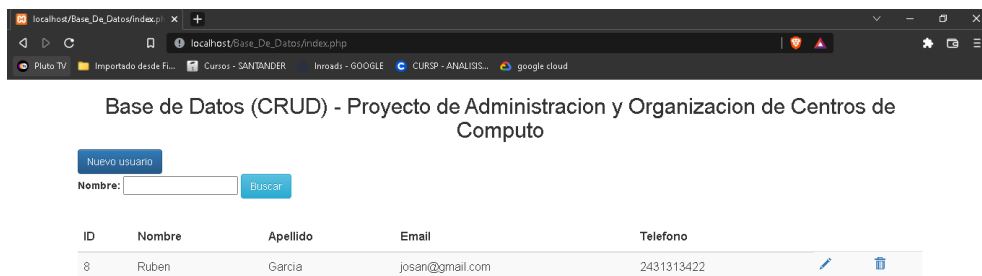 localhost/Base_De_Datos/index.ph
localhost/Base_De_Datos/index.php
Pluto TV Importado desde Fi... Cursos - SANTANDER Inroads - GOOGLE CURSP - ANALISIS... google cloud
Base de Datos (CRUD) - Proyecto de Administracion y Organizacion de Centros de
Computo
Nuevo usuario
Nombre: Buscar
ID Nombre Apellido Email Telefono
8 Ruben Garcia josan@gmail.com 2431313422